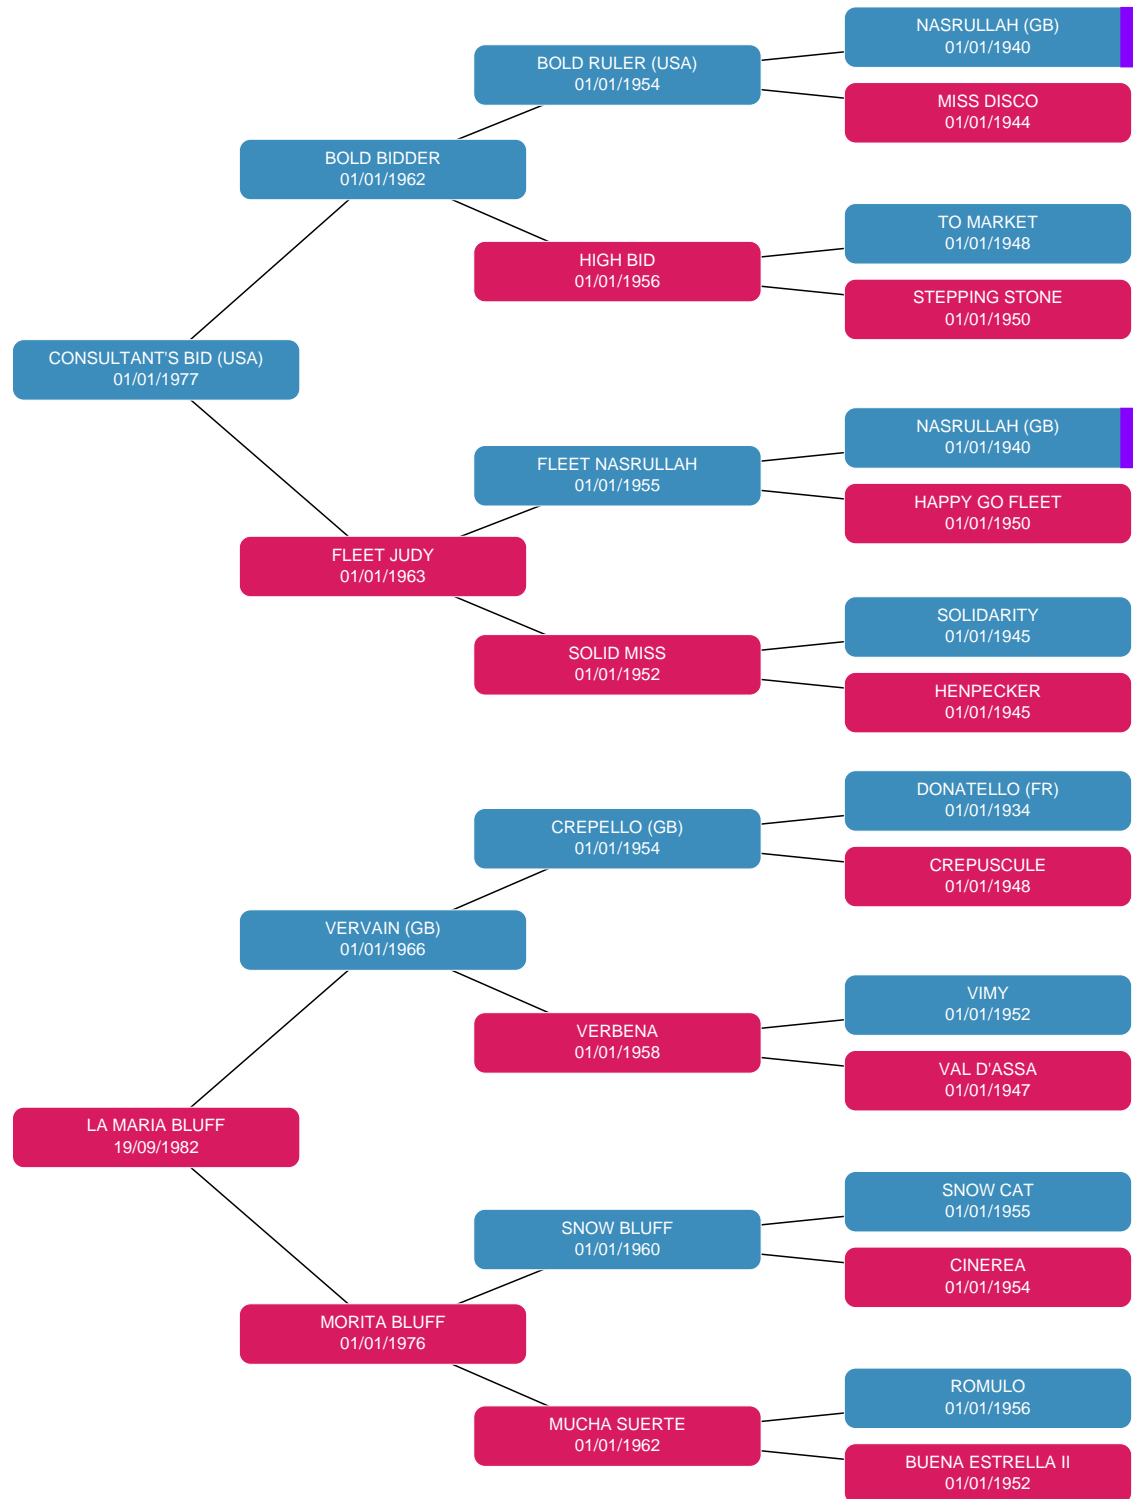 NASRULLAH (GB)
01/01/1940
BOLD RULER (USA)
01/01/1954
MISS DISCO
01/01/1944
BOLD BIDDER
01/01/1962
TO MARKET
01/01/1948
HIGH BID
01/01/1956
STEPPING STONE
01/01/1950
CONSULTANT'S BID (USA)
01/01/1977
NASRULLAH (GB)
01/01/1940
FLEET NASRULLAH
01/01/1955
HAPPY GO FLEET
01/01/1950
FLEET JUDY
01/01/1963
SOLIDARITY
01/01/1945
SOLID MISS
01/01/1952
HENPECKER
01/01/1945
DONATELLO (FR)
01/01/1934
CREPELLO (GB)
01/01/1954
CREPUSCULE
01/01/1948
VERVAIN (GB)
01/01/1966
VIMY
01/01/1952
VERBENA
01/01/1958
VAL D'ASSA
01/01/1947
LA MARIA BLUFF
19/09/1982
SNOW CAT
01/01/1955
SNOW BLUFF
01/01/1960
CINEREA
01/01/1954
MORITA BLUFF
01/01/1976
ROMULO
01/01/1956
MUCHA SUERTE
01/01/1962
BUENA ESTRELLA II
01/01/1952